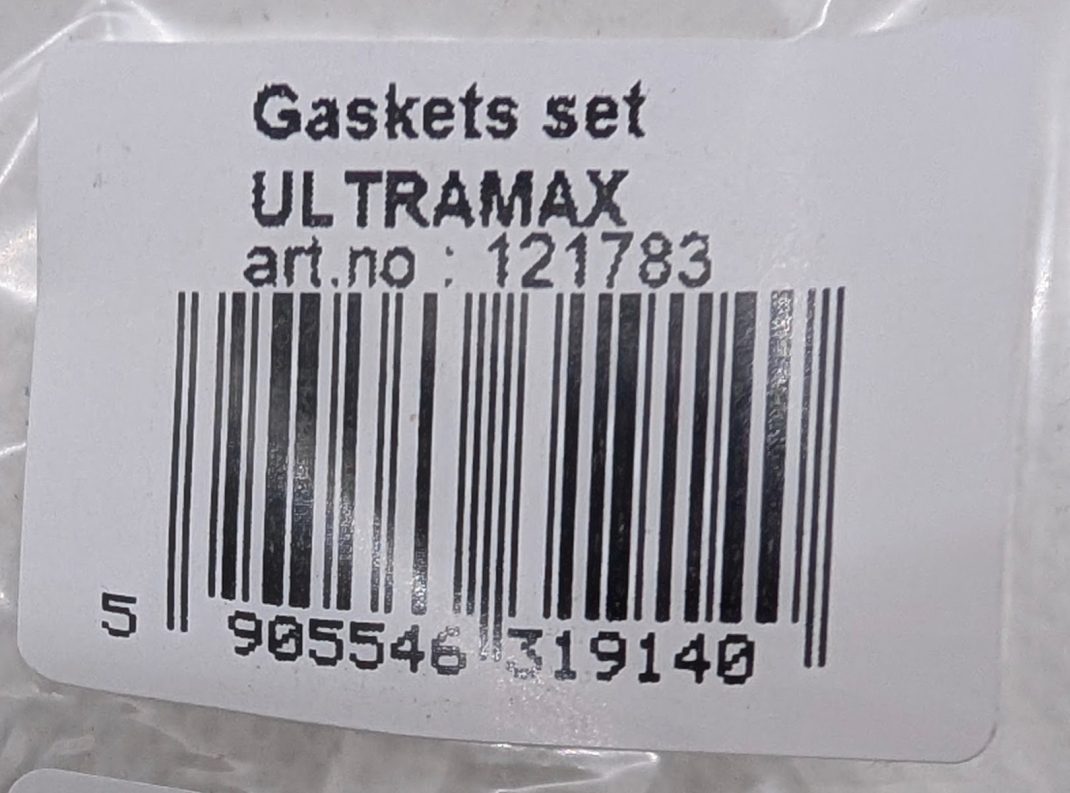 Gaskets set
ULTRAMAX
art.no : 121783
5 905546 319140